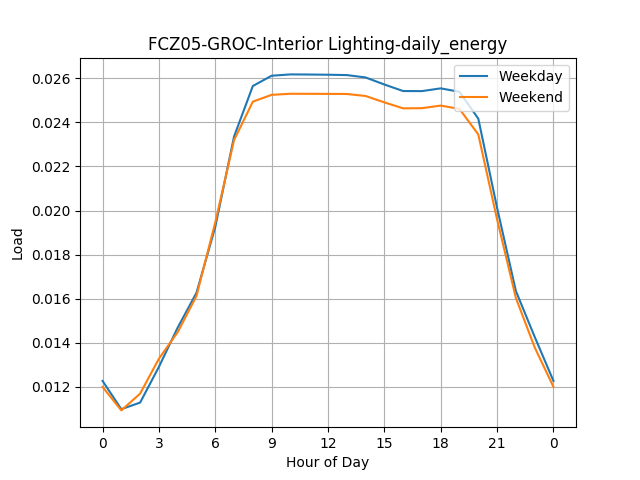 FCZ05-GROC-Interior Lighting-daily_energy
Weekday
Weekend
0.026
0.024
0.022
0.020
0.018
0.016
0.014
0.012
Load
0 3 6 9 12 15 18 21 0
Hour of Day